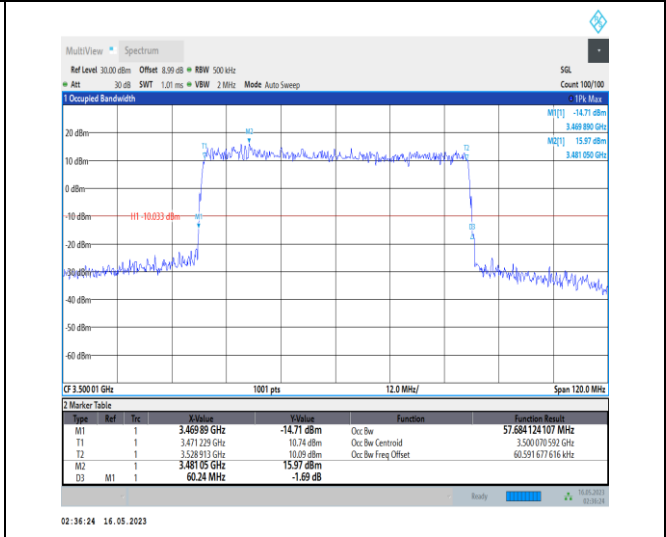 MultiView Spectrum
Ref Level 30.00 dBm Offset 8.99 dB RBW 500 kHz SGL
Att 30 dB SWT 1.01 ms VBW 2 MHz Mode Auto Sweep Count 100/100
1 Occupied Bandwidth 1Pk Max
M1[1] -14.71 dBm
3.469 890 GHz
M2[1] 15.97 dBm
3.481 050 GHz
20 dBm
M2
T1
T2
10 dBm
0 dBm
-10 dBm
H1 -10.033 dBm
M1
D3
-20 dBm
-30 dBm
-40 dBm
-50 dBm
-60 dBm
CF 3.500 01 GHz 1001 pts 12.0 MHz/ Span 120.0 MHz
2 Marker Table
Type Ref Trc X-Value Y-Value Function Function Result
M1 1 3.469 89 GHz -14.71 dBm Occ Bw 57.684 124 107 MHz
T1 1 3.471 229 GHz 10.74 dBm Occ Bw Centroid 3.500 070 592 GHz
T2 1 3.528 913 GHz 10.09 dBm Occ Bw Freq Offset 60.591 677 616 kHz
M2 1 3.481 05 GHz 15.97 dBm
D3 M1 1 60.24 MHz -1.69 dB
Ready 16.05.2023
02:36:24
02:36:24 16.05.2023